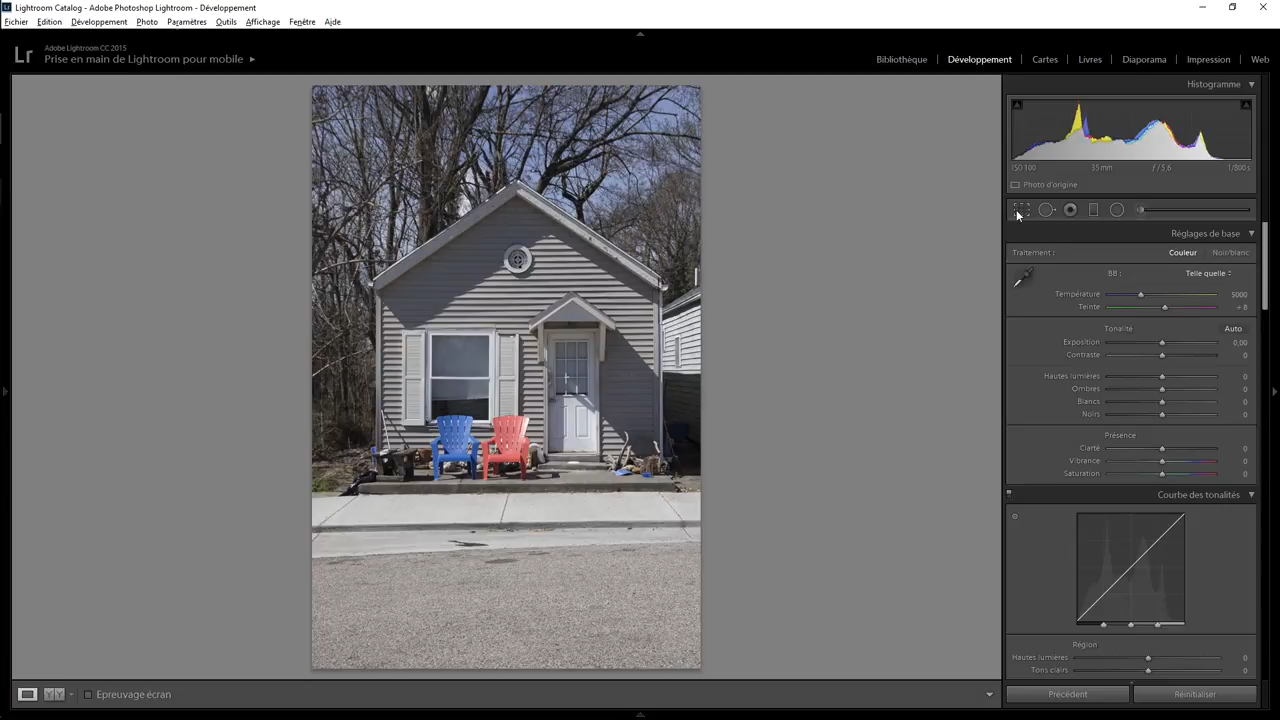 Lightroom Catalog - Adobe Photoshop Lightroom - Développement
Fichier Edition Développement Photo Paramètres Outils Affichage Fenêtre Aide
Lr
Adobe Lightroom CC 2015
Prise en main de Lightroom pour mobile
Bibliothèque Développement Cartes Livres Diaporama Impression Web
Histogramme
ISO 100 35 mm ƒ / 5,6 1/800 s
Photo d'origine
Réglages de base
Traitement : Couleur Noir/blanc
BB : Telle quelle
Température 5000
Teinte + 8
Tonalité Auto
Exposition 0,00
Contraste 0
Hautes lumières 0
Ombres 0
Blancs 0
Noirs 0
Présence
Clarté 0
Vibrance 0
Saturation 0
Courbe des tonalités
Région
Hautes lumières 0
Tons clairs 0
YY Epreuvage écran
Précédent Réinitialiser